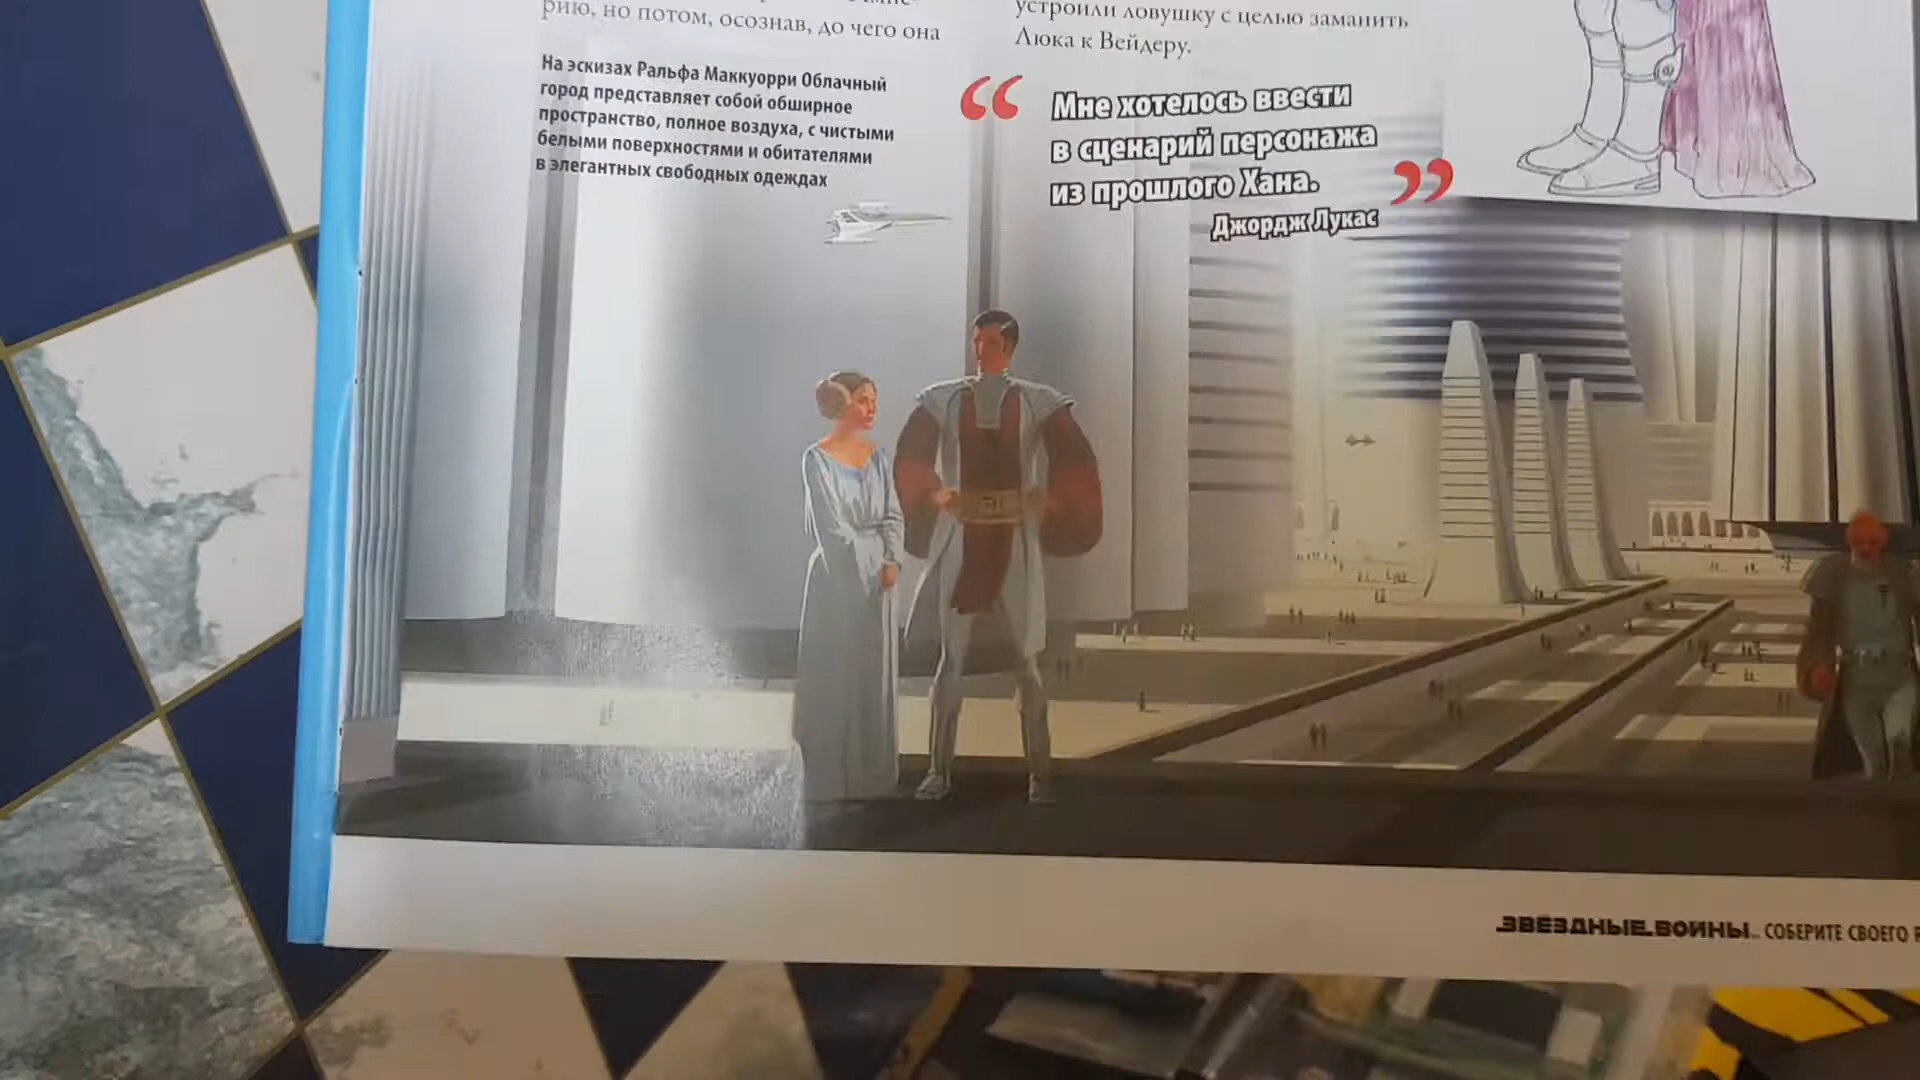 рию, но потом, осознав, до чего она
На эскизах Ральфа Маккуорри Облачный
город представляет собой обширное
пространство, полное воздуха, с чистыми
белыми поверхностями и обитателями
в элегантных свободных одеждах
устроили ловушку с целью заманить
Люка к Вейдеру.
“ Мне хотелось ввести
в сценарий персонажа
из прошлого Хана. ”
Джордж Лукас
ЗВЁЗДНЫЕ ВОЙНЫ. СОБЕРИТЕ СВОЕГО